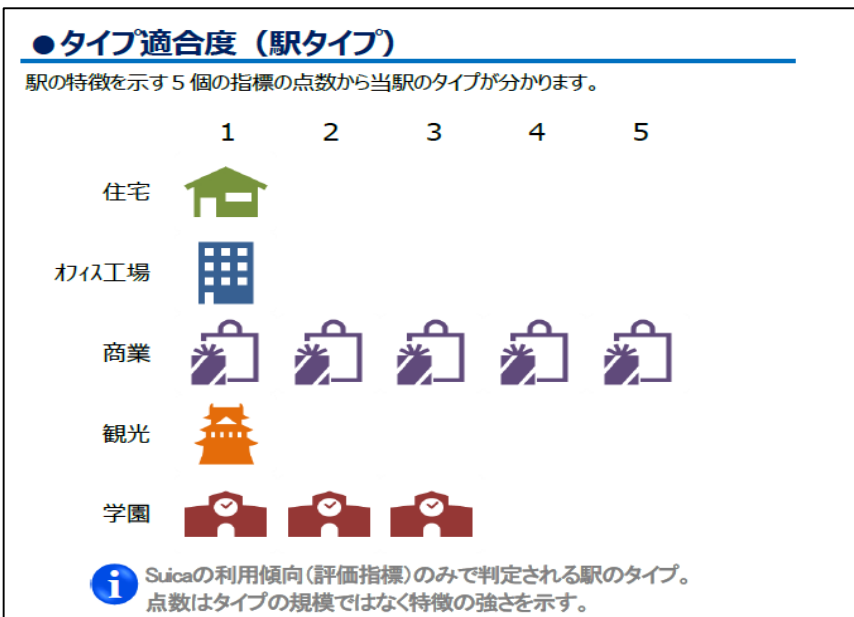 ●タイプ適合度（駅タイプ）
駅の特徴を示す5個の指標の点数から当駅のタイプが分かります。
1 2 3 4 5
住宅
ｵﾌｨｽ工場
商業
観光
学園
i Suicaの利用傾向（評価指標）のみで判定される駅のタイプ。
点数はタイプの規模ではなく特徴の強さを示す。